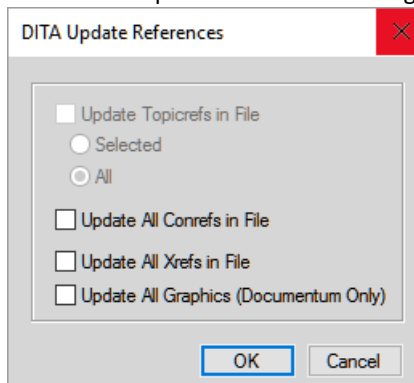 DITA Update References
Update Topicrefs in File
Selected
All
Update All Conrefs in File
Update All Xrefs in File
Update All Graphics (Documentum Only)
OK Cancel